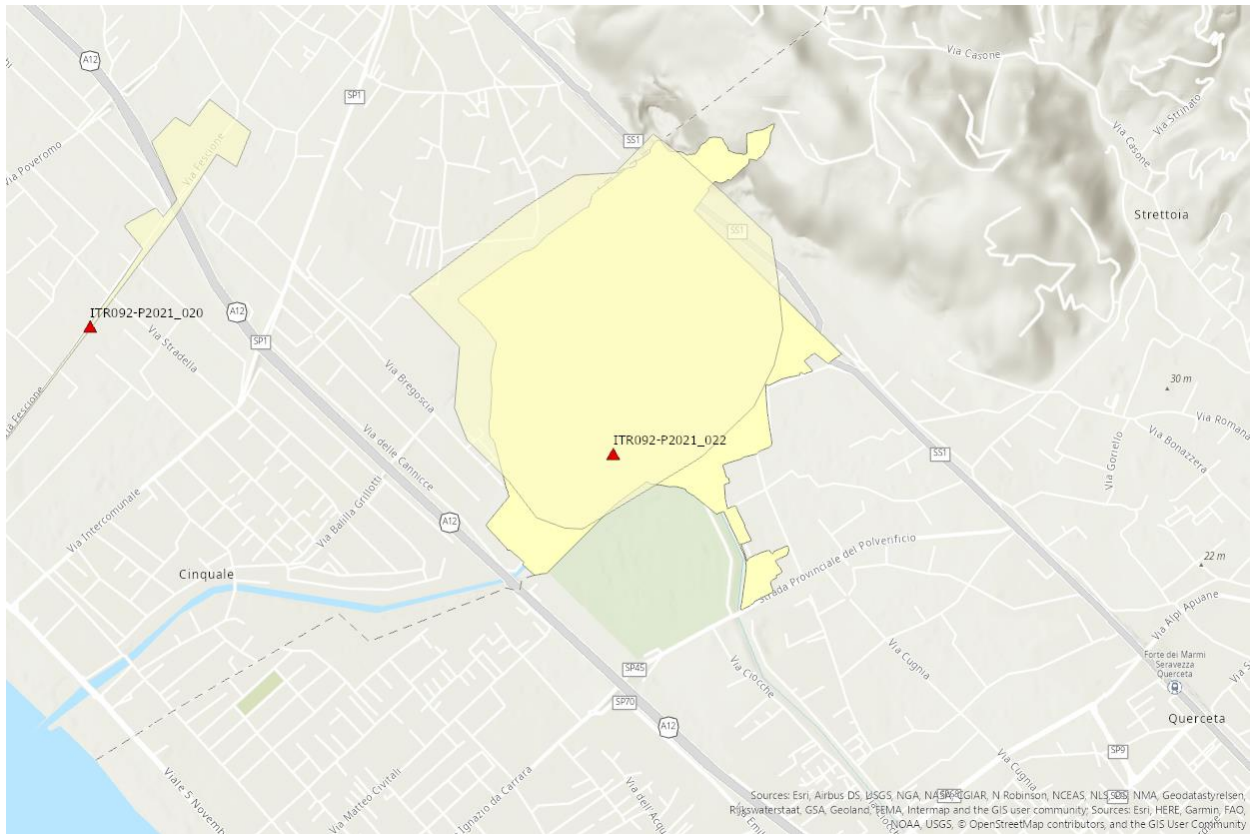 A12
SP1
Via Casone
SS1
Via Poveromo
Via Fescione
Via Casone
Via Strinato
Strettoia
SS1
ITR092-P2021_020
A12
SP1
Via Stradella
Via Bregoscia
30 m
Via Fescione
Via delle Cannicce
ITR092-P2021_022
Via Romana
Via Gorriello
Via Bonazzera
SS1
Via Intercomunale
Via Balilla Grillotti
A12
Strada Provinciale del Polverificio
22 m
Cinquale
Via Alpi Apuane
Via Cugnia
Forte dei Marmi
Seravezza
Querceta
SP45
Via Ciocche
SP70
A12
Querceta
SP9
Via Cugnia
Viale 5 Novemb
Via Matteo Civitali
Ignazio da Carrara
Via dell'Acqu
Sources: Esri, Airbus DS, USGS, NGA, NASA, CGIAR, N Robinson, NCEAS, NLS, OS, NMA, Geodatastyrelsen,
Rijkswaterstaat, GSA, Geoland, FEMA, Intermap and the GIS user community; Sources: Esri, HERE, Garmin, FAO,
NOAA, USGS, © OpenStreetMap contributors, and the GIS User Community